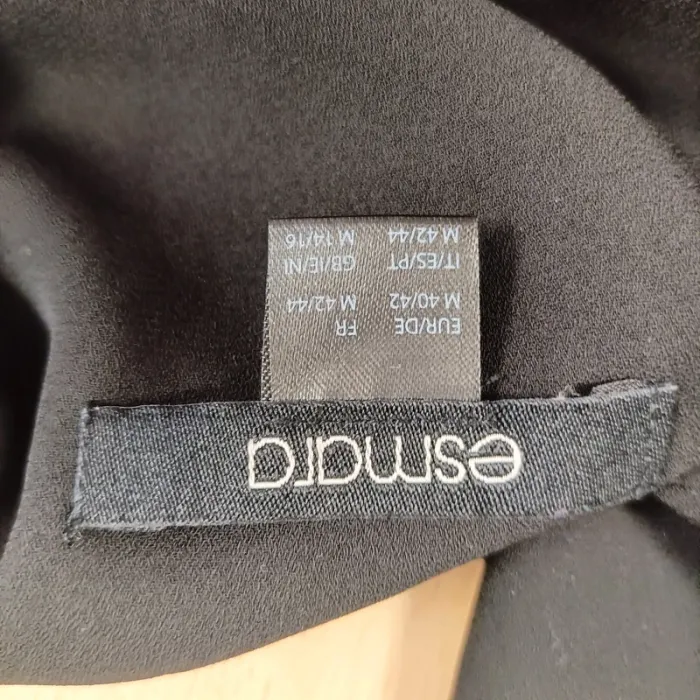 esmara
EUR/DE FR
M 40/42 M 42/44
IT/ES/PT GB/IE/NI
M 42/44 M 14/16